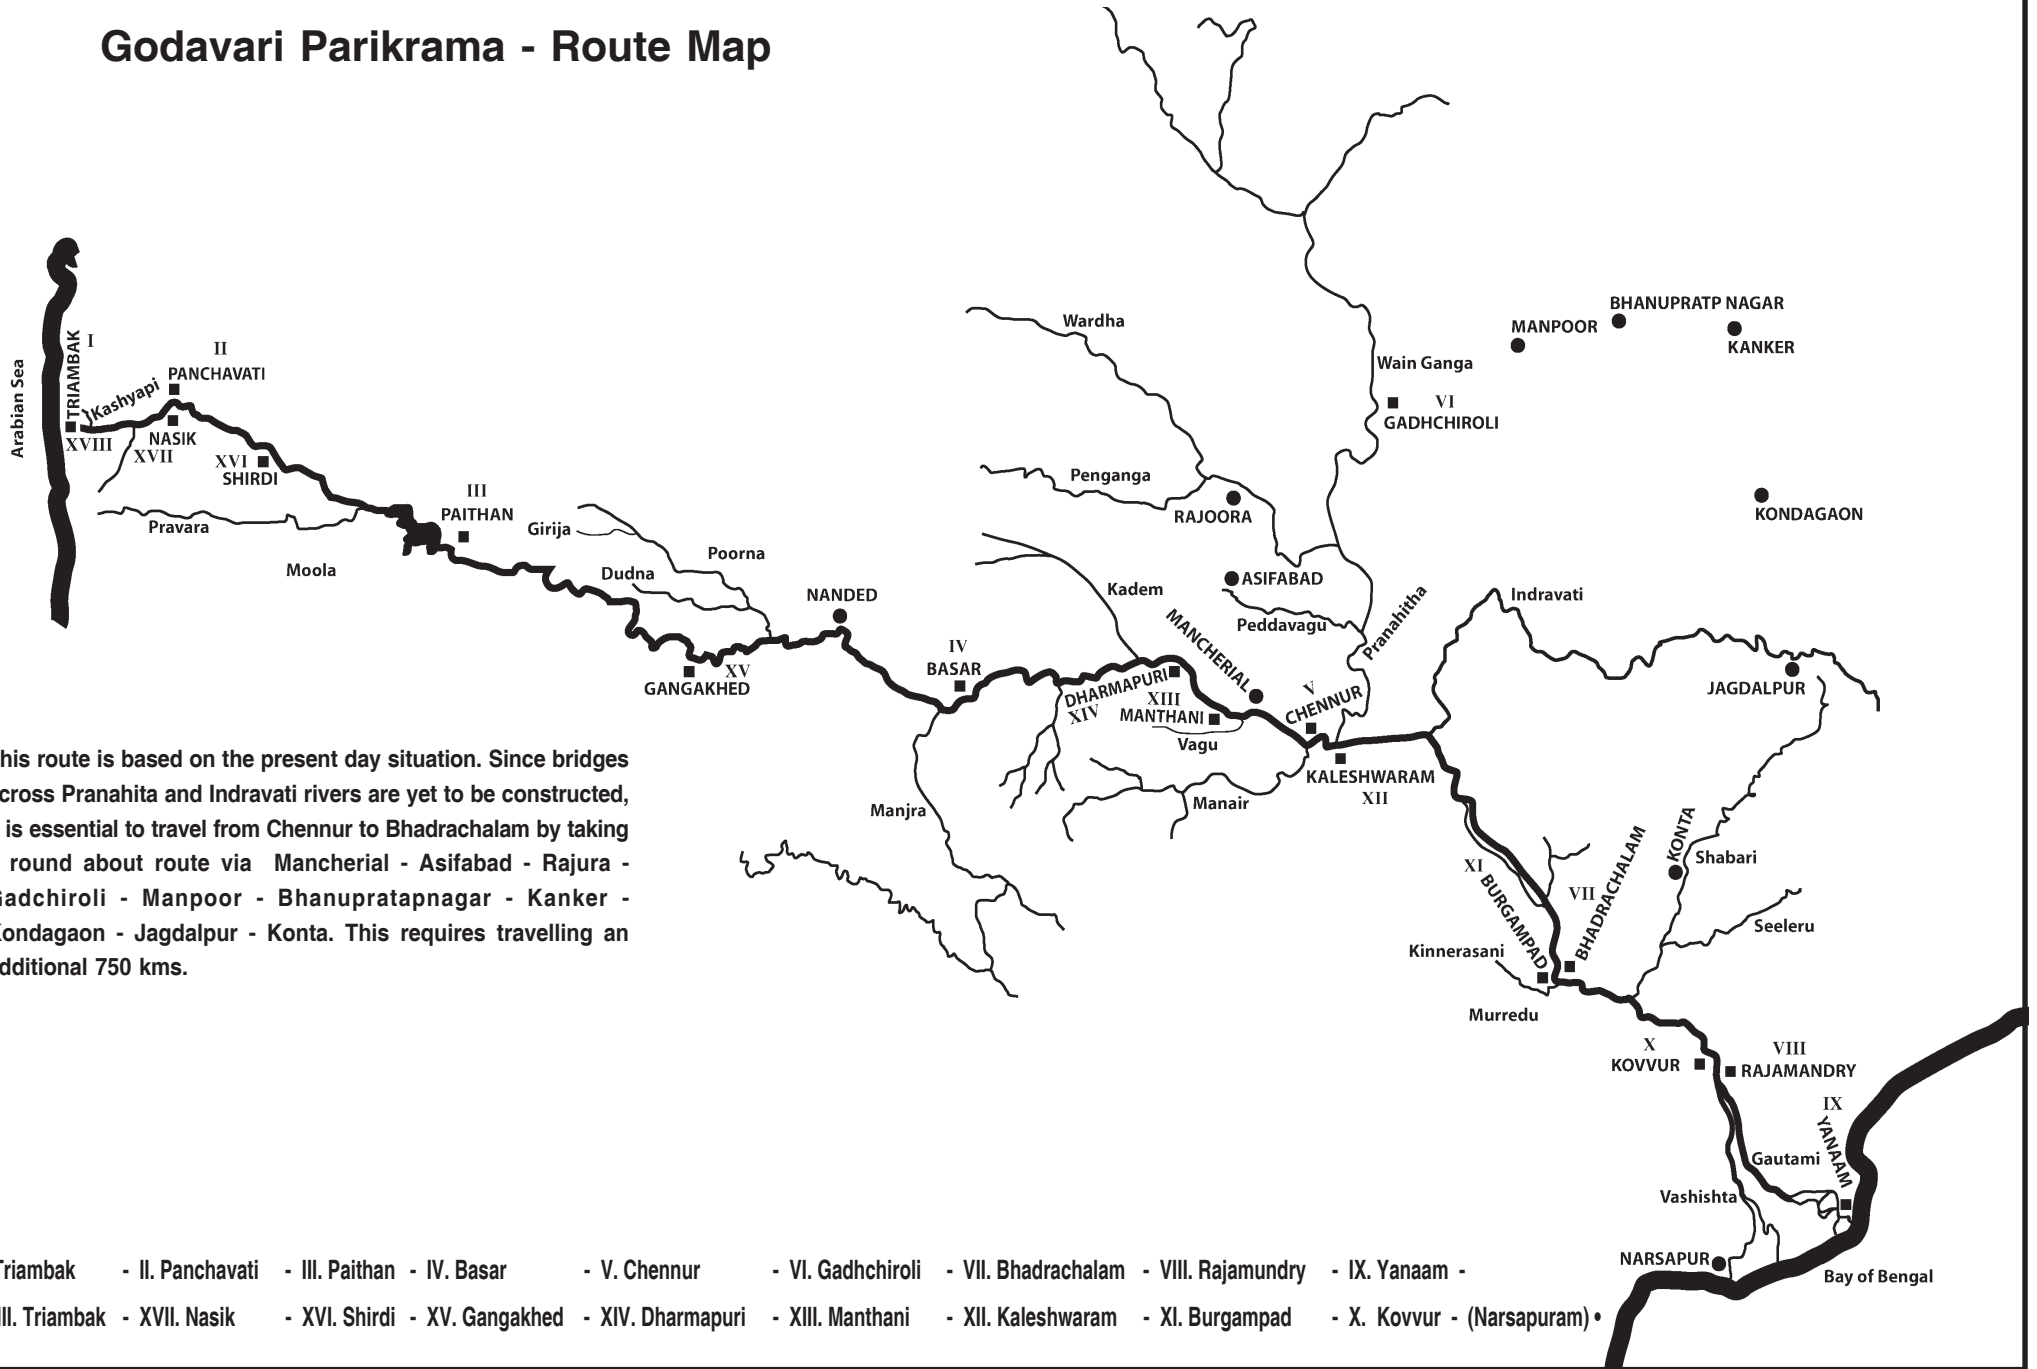 Godavari Parikrama - Route Map
Arabian Sea
TRIAMBAK
I
XVIII
Kashyapi
II
PANCHAVATI
NASIK
XVII
XVI
SHIRDI
Pravara
Moola
III
PAITHAN
Girija
Poorna
Dudna
NANDED
XV
GANGAKHED
IV
BASAR
Manjra
Wardha
Penganga
RAJOORA
Kadem
ASIFABAD
Peddavagu
Pranahitha
MANCHERIAL
DHARMAPURI
XIV
XIII
MANTHANI
Vagu
V
CHENNUR
KALESHWARAM
XII
Manair
Wain Ganga
VI
GADHCHIROLI
MANPOOR
BHANUPRATP NAGAR
KANKER
KONDAGAON
Indravati
JAGDALPUR
KONTA
Shabari
Seeleru
XI
BURGAMPAD
VII
BHADRACHALAM
Kinnerasani
Murredu
X
KOVVUR
VIII
RAJAMANDRY
IX
YANAAM
Gautami
Vashishta
NARSAPUR
Bay of Bengal
his route is based on the present day situation. Since bridges
cross Pranahita and Indravati rivers are yet to be constructed,
is essential to travel from Chennur to Bhadrachalam by taking
round about route via Mancherial - Asifabad - Rajura -
adchiroli - Manpoor - Bhanupratapnagar - Kanker -
ondagaon - Jagdalpur - Konta. This requires travelling an
dditional 750 kms.
Triambak - II. Panchavati - III. Paithan - IV. Basar - V. Chennur - VI. Gadhchiroli - VII. Bhadrachalam - VIII. Rajamundry - IX. Yanaam -
III. Triambak - XVII. Nasik - XVI. Shirdi - XV. Gangakhed - XIV. Dharmapuri - XIII. Manthani - XII. Kaleshwaram - XI. Burgampad - X. Kovvur - (Narsapuram) •